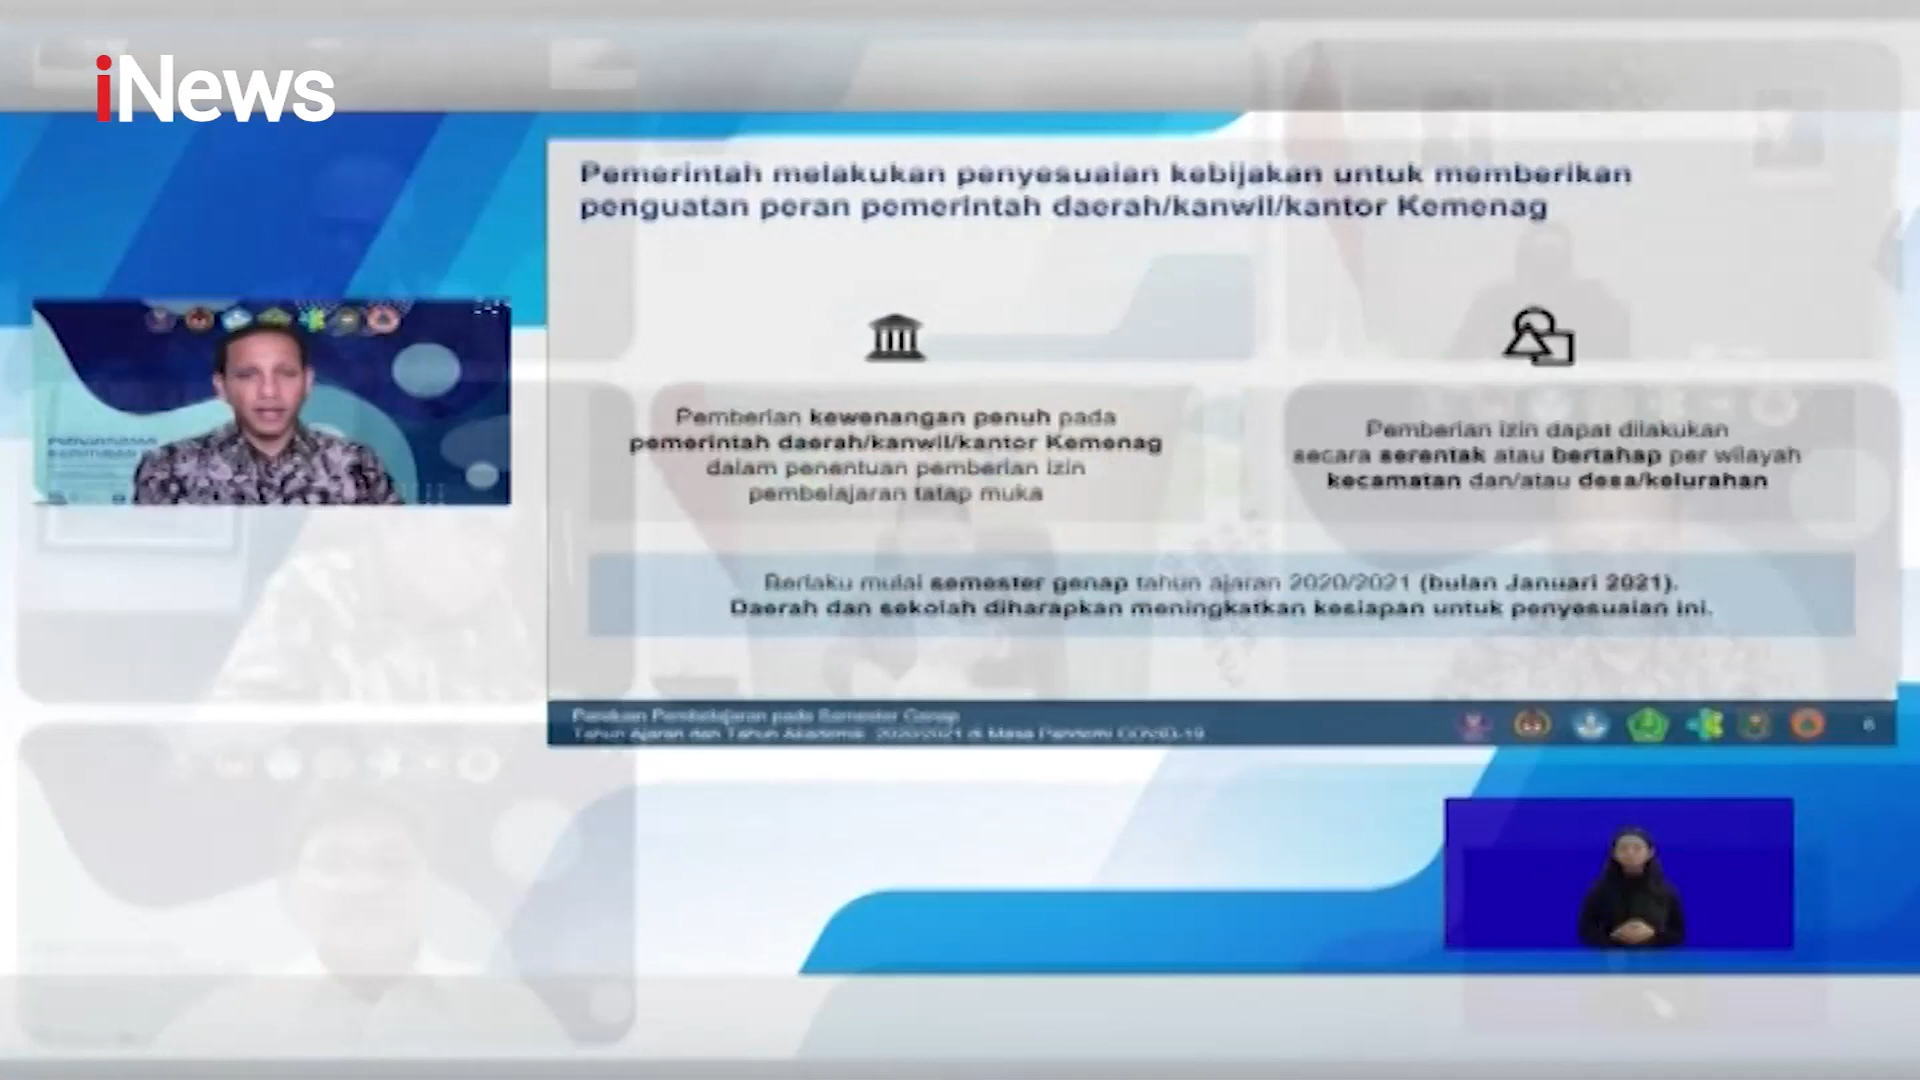 iNews
Pemerintah melakukan penyesuaian kebijakan untuk memberikan
penguatan peran pemerintah daerah/kanwil/kantor Kemenag
Pemberian kewenangan penuh pada
pemerintah daerah/kanwil/kantor Kemenag
dalam penentuan pemberian izin
pembelajaran tatap muka
Pemberian izin dapat dilakukan
secara serentak atau bertahap per wilayah
kecamatan dan/atau desa/kelurahan
Berlaku mulai semester genap tahun ajaran 2020/2021 (bulan Januari 2021).
Daerah dan sekolah diharapkan meningkatkan kesiapan untuk penyesuaian ini.
Panduan Pembelajaran pada Semester Genap
Tahun Ajaran dan Tahun Akademik 2020/2021 di Masa Pandemi COVID-19
6